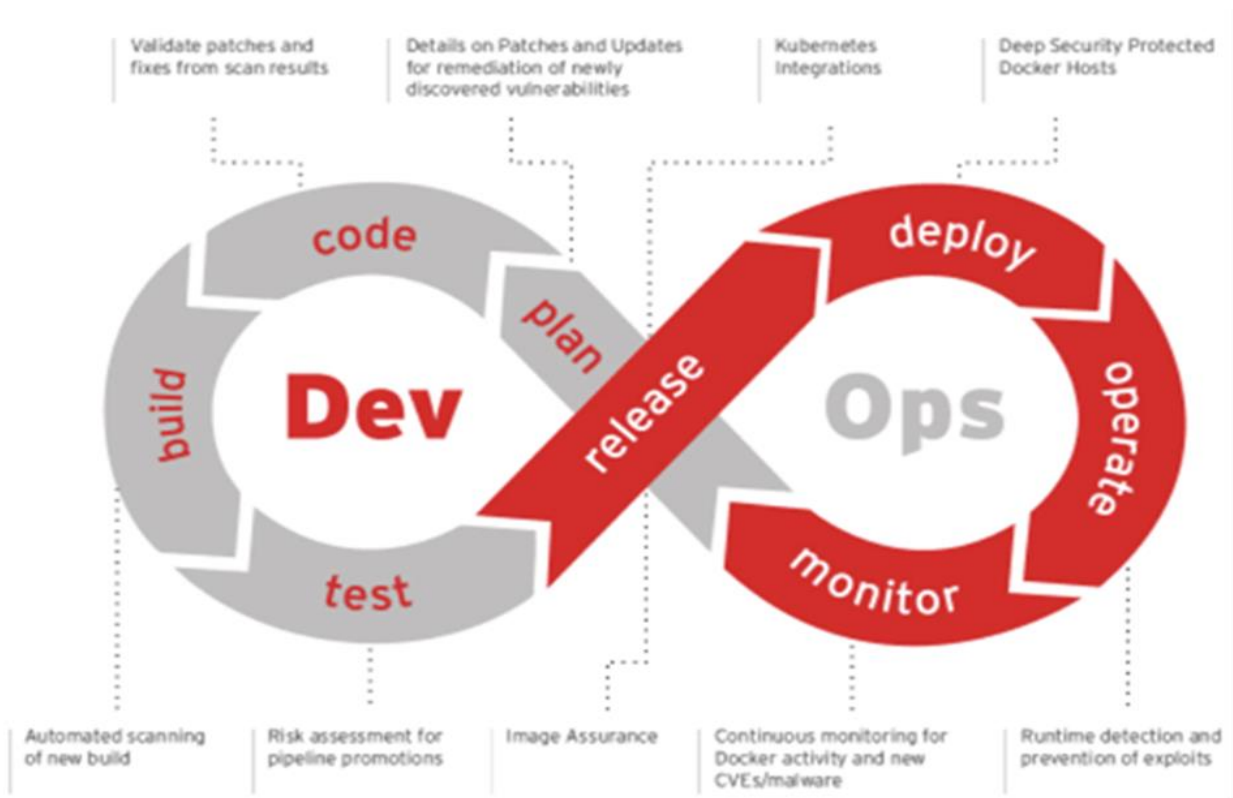 Validate patches and
fixes from scan results
Details on Patches and Updates
for remediation of newly
discovered vulnerabilities
Kubernetes
Integrations
Deep Security Protected
Docker Hosts
code
deploy
plan
release
build
Dev
Ops
operate
test
monitor
Automated scanning
of new build
Risk assessment for
pipeline promotions
Image Assurance
Continuous monitoring for
Docker activity and new
CVEs/malware
Runtime detection and
prevention of exploits